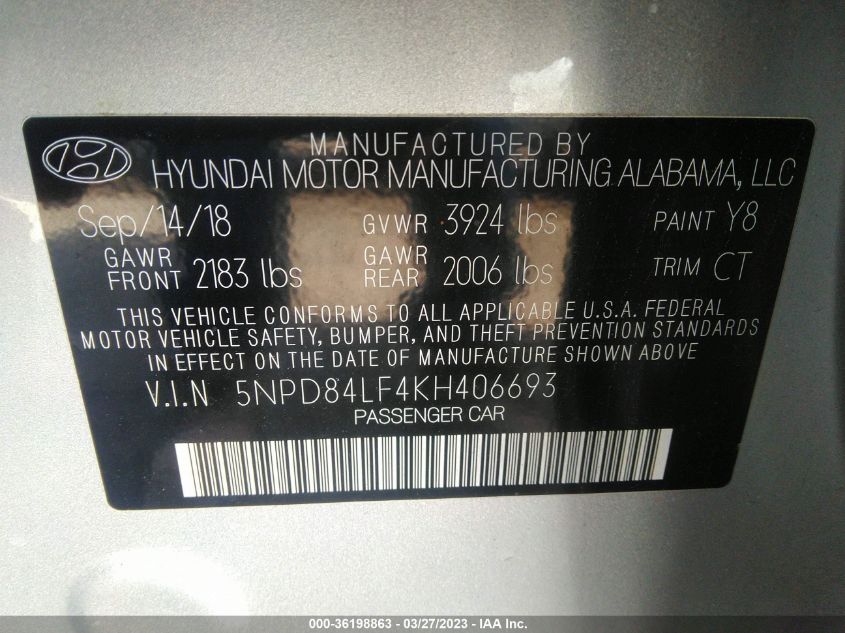 MANUFACTURED BY
HYUNDAI MOTOR MANUFACTURING ALABAMA, LLC
Sep/14/18 GVWR 3924 lbs PAINT Y8
GAWR FRONT 2183 lbs GAWR REAR 2006 lbs TRIM CT
THIS VEHICLE CONFORMS TO ALL APPLICABLE U.S.A. FEDERAL
MOTOR VEHICLE SAFETY, BUMPER, AND THEFT PREVENTION STANDARDS
IN EFFECT ON THE DATE OF MANUFACTURE SHOWN ABOVE
V.I.N 5NPD84LF4KH406693
PASSENGER CAR
000-36198863 - 03/27/2023 - IAA Inc.